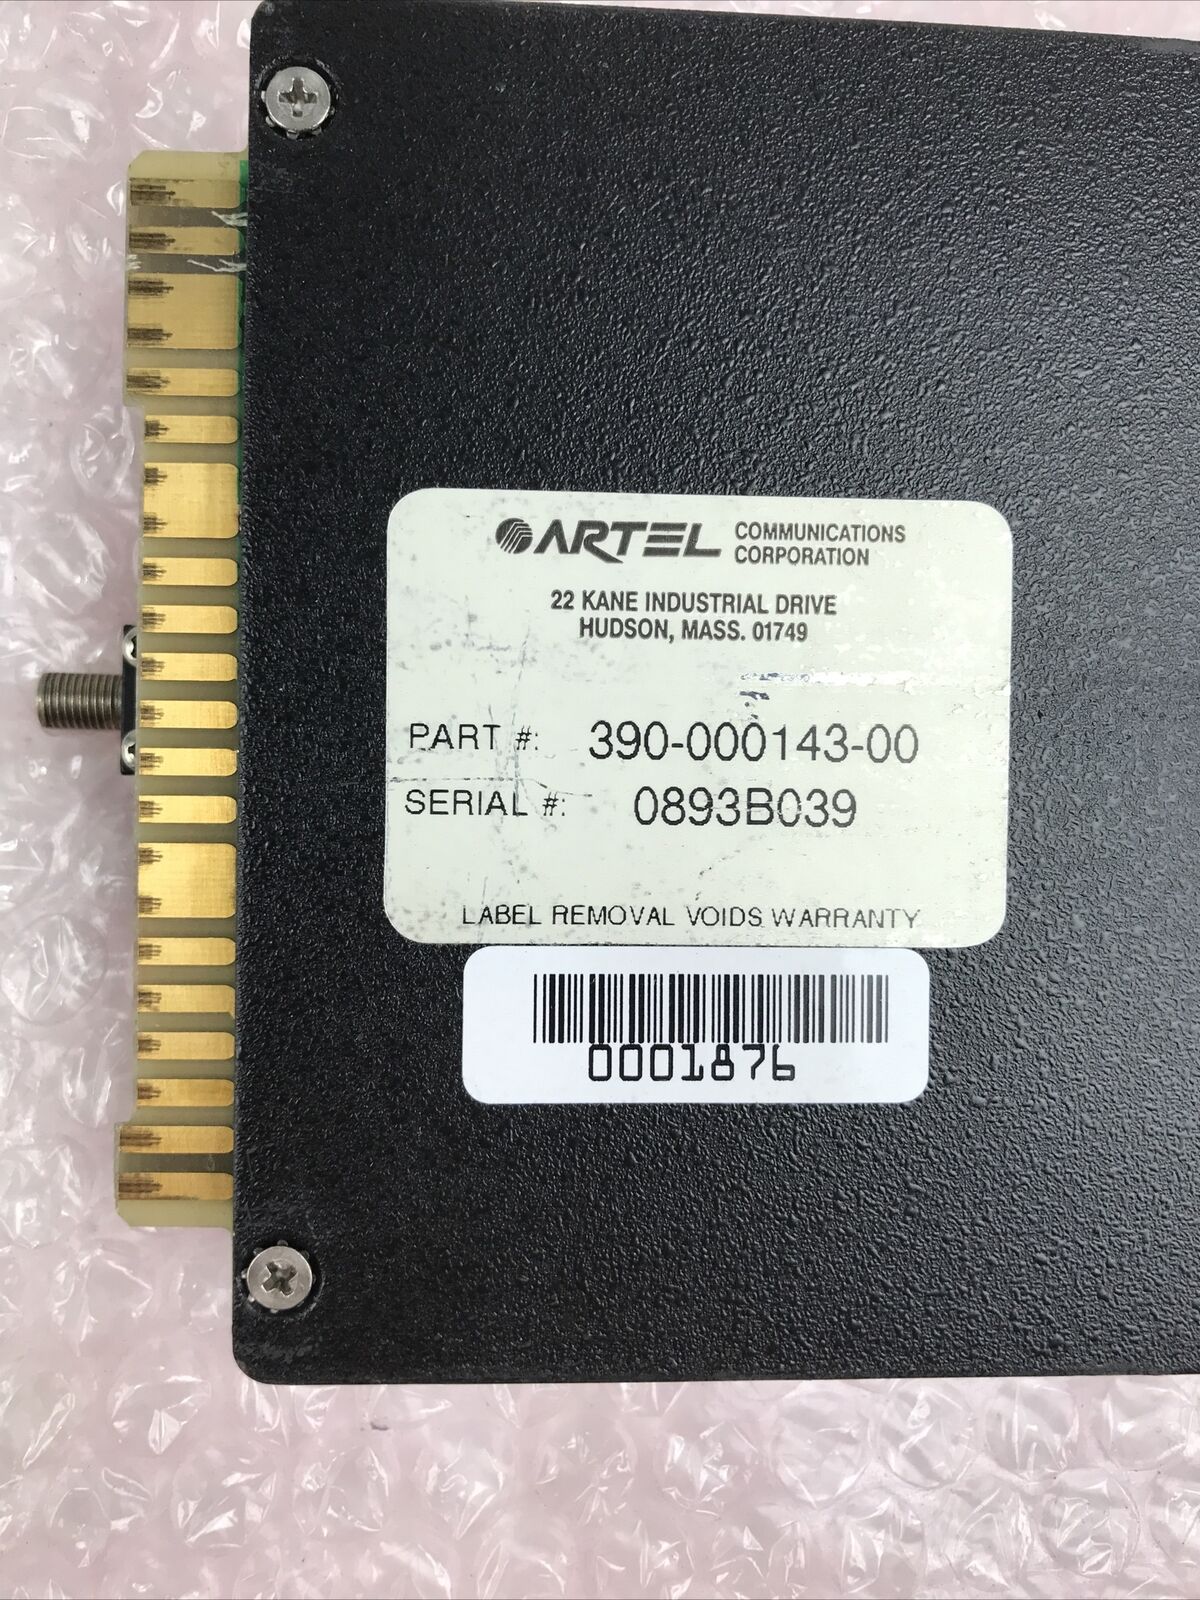 ARTEL COMMUNICATIONS
CORPORATION
22 KANE INDUSTRIAL DRIVE
HUDSON, MASS. 01749
PART #: 390-000143-00
SERIAL #: 0893B039
LABEL REMOVAL VOIDS WARRANTY
0001876